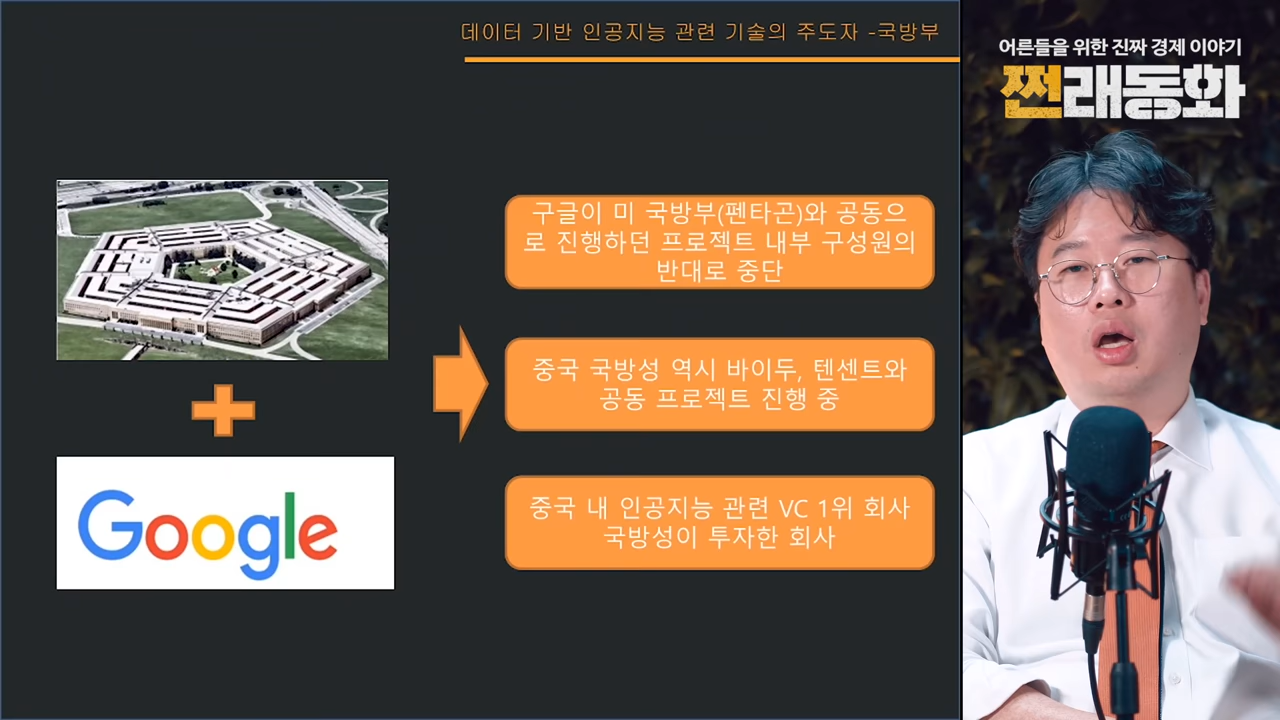 데이터 기반 인공지능 관련 기술의 주도자 -국방부
어른들을 위한 진짜 경제 이야기
쩐래동화
구글이 미 국방부(펜타곤)와 공동으
로 진행하던 프로젝트 내부 구성원의
반대로 중단
중국 국방성 역시 바이두, 텐센트와
공동 프로젝트 진행 중
Google
중국 내 인공지능 관련 VC 1위 회사
국방성이 투자한 회사